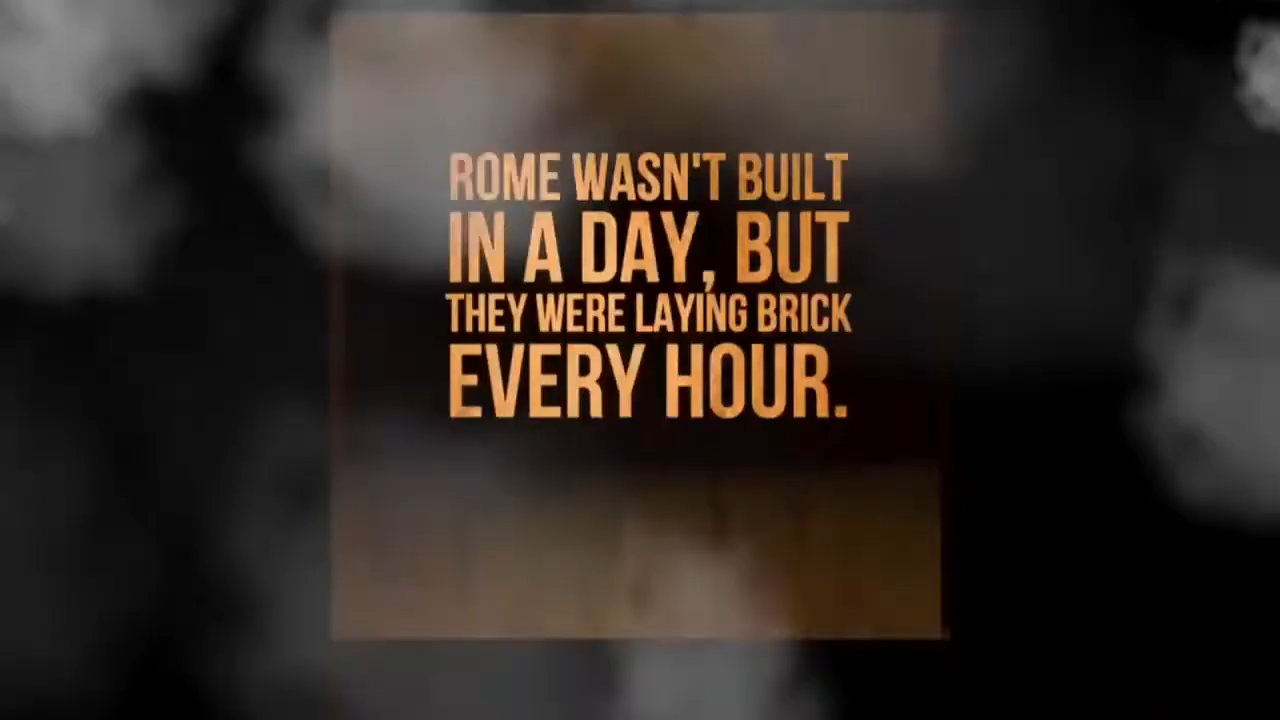 ROME WASN'T BUILT
IN A DAY, BUT
THEY WERE LAYING BRICK
EVERY HOUR.